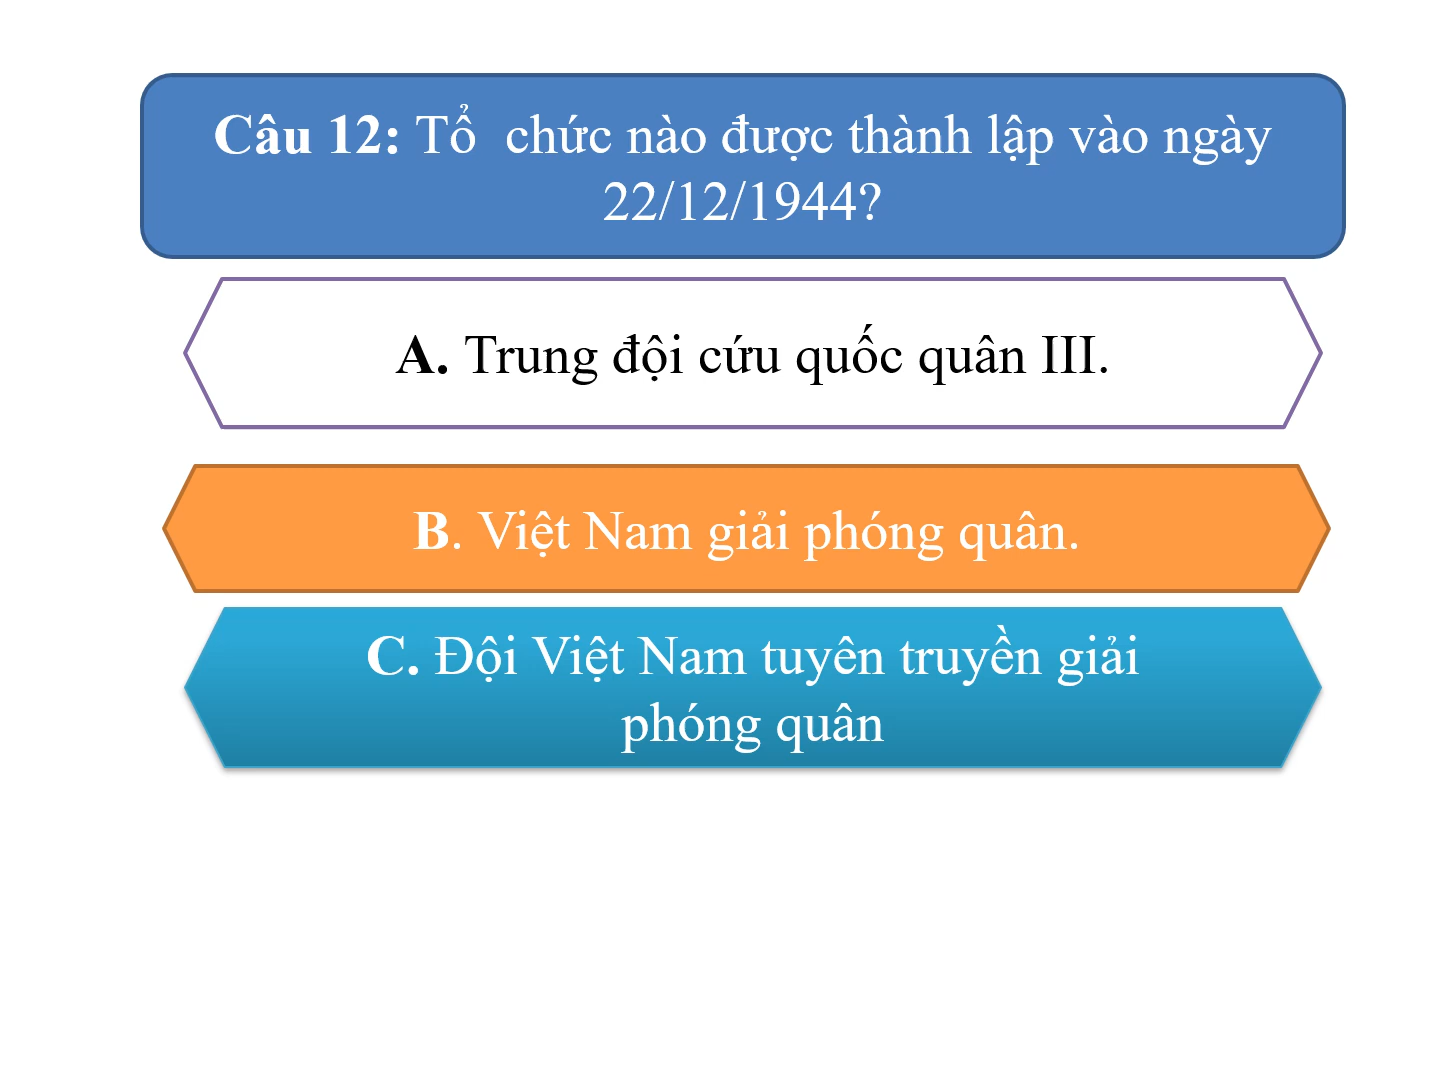 Câu 12: Tổ  chức nào được thành lập vào ngày
22/12/1944?
A. Trung đội cứu quốc quân III.
B. Việt Nam giải phóng quân.
C. Đội Việt Nam tuyên truyền giải
phóng quân